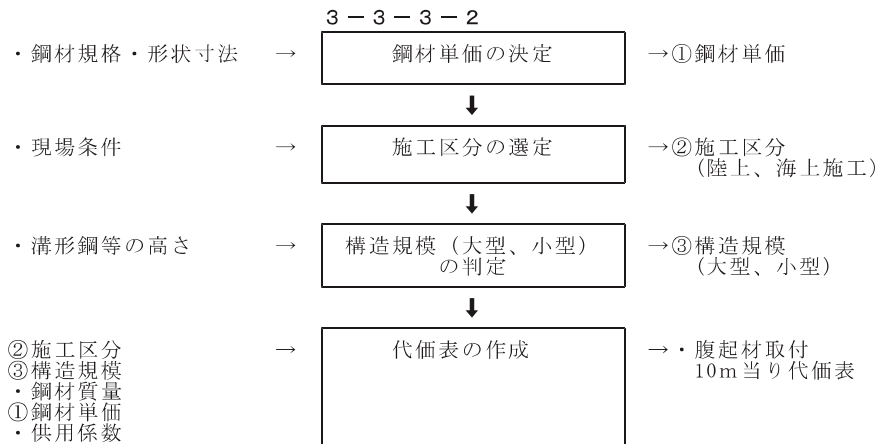 3-3-3-2
・鋼材規格・形状寸法 → 鋼材単価の決定 →①鋼材単価
・現場条件 → 施工区分の選定 →②施工区分
(陸上、海上施工)
・溝形鋼等の高さ → 構造規模(大型、小型) →③構造規模
の判定 (大型、小型)
②施工区分 → 代価表の作成 →・腹起材取付
③構造規模 10m当り代価表
・鋼材質量
①鋼材単価
・供用係数